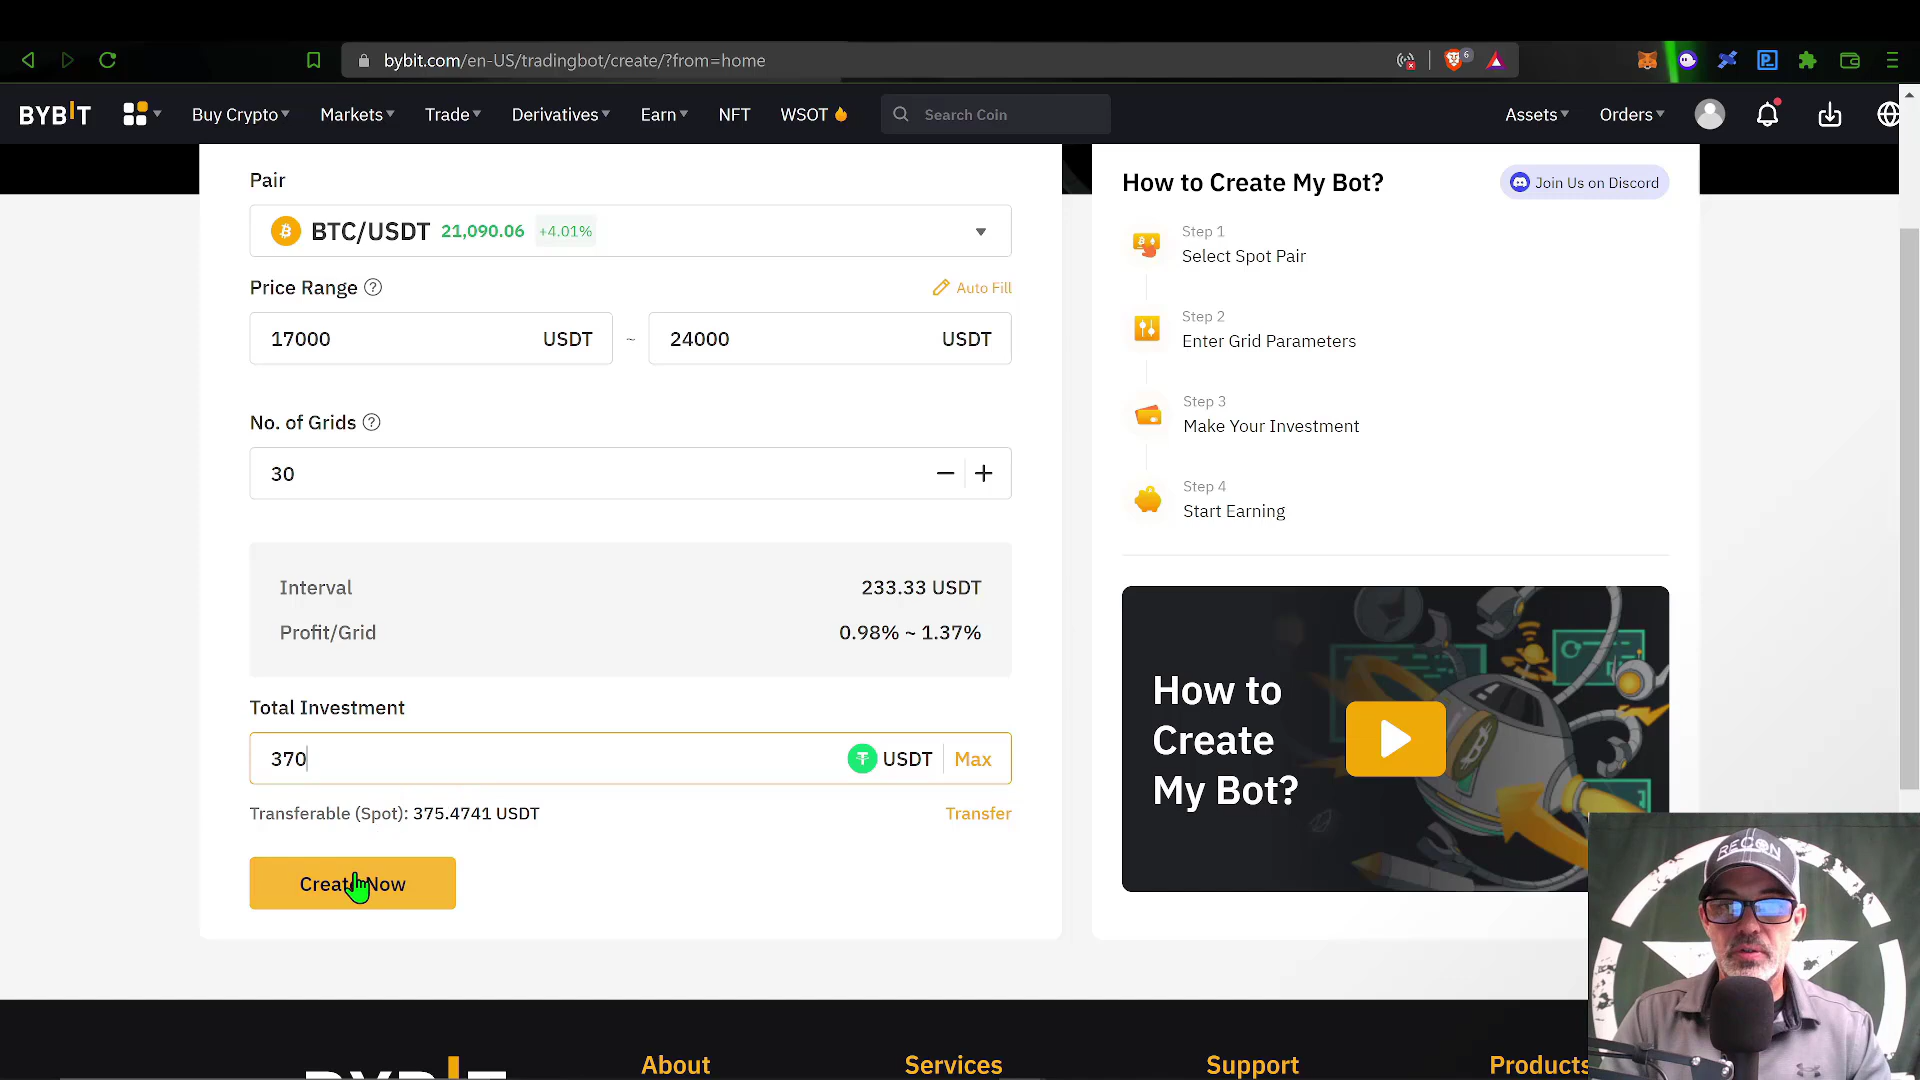 bybit.com/en-US/tradingbot/create/?from=home
6
BYBIT
Buy Crypto
Markets
Trade
Derivatives
Earn
NFT
WSOT
Search Coin
Assets
Orders
Pair
BTC/USDT 21,090.06 +4.01%
Price Range
Auto Fill
17000 USDT ~ 24000 USDT
No. of Grids
30
Interval 233.33 USDT
Profit/Grid 0.98% ~ 1.37%
Total Investment
370 USDT Max
Transferable (Spot): 375.4741 USDT Transfer
Create Now
How to Create My Bot?
Join Us on Discord
Step 1
Select Spot Pair
Step 2
Enter Grid Parameters
Step 3
Make Your Investment
Step 4
Start Earning
How to
Create
My Bot?
RECON
BYBIT
About
Services
Support
Products